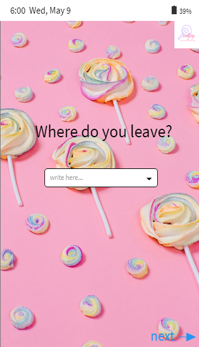 6:00 Wed, May 9 39%
Where do you leave?
write here...
next